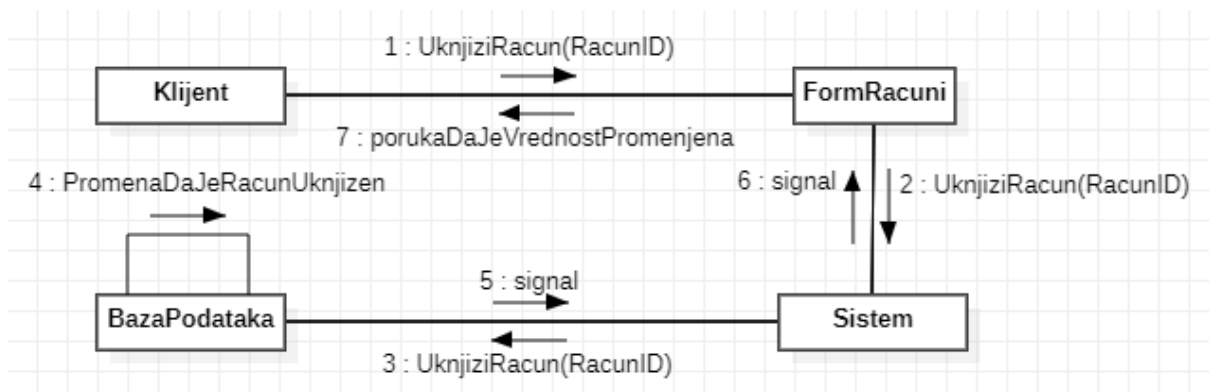 1 : UknjiziRacun(RacunID)
Klijent
FormRacuni
7 : porukaDaJeVrednostPromenjena
4 : PromenaDaJeRacunUknjizen
6 : signal
2 : UknjiziRacun(RacunID)
5 : signal
BazaPodataka
Sistem
3 : UknjiziRacun(RacunID)